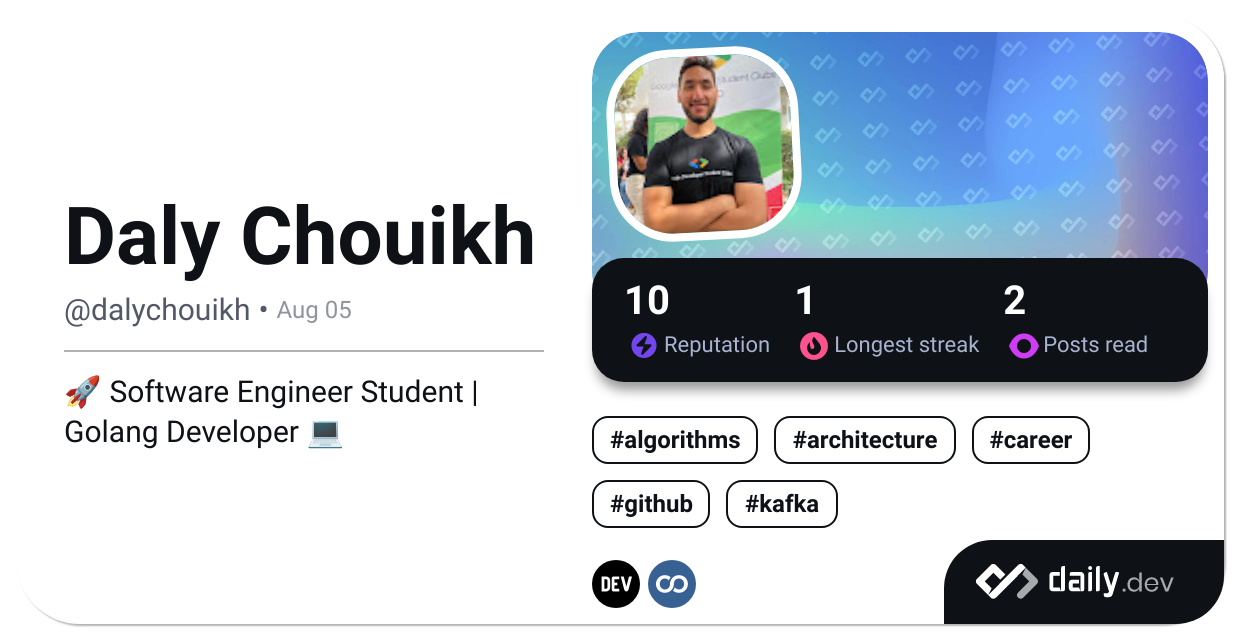 Daly Chouikh
@dalychouikh • Aug 05
🚀 Software Engineer Student |
Golang Developer 💻
10 1 2
Reputation Longest streak Posts read
#algorithms #architecture #career
#github #kafka
DEV
daily.dev